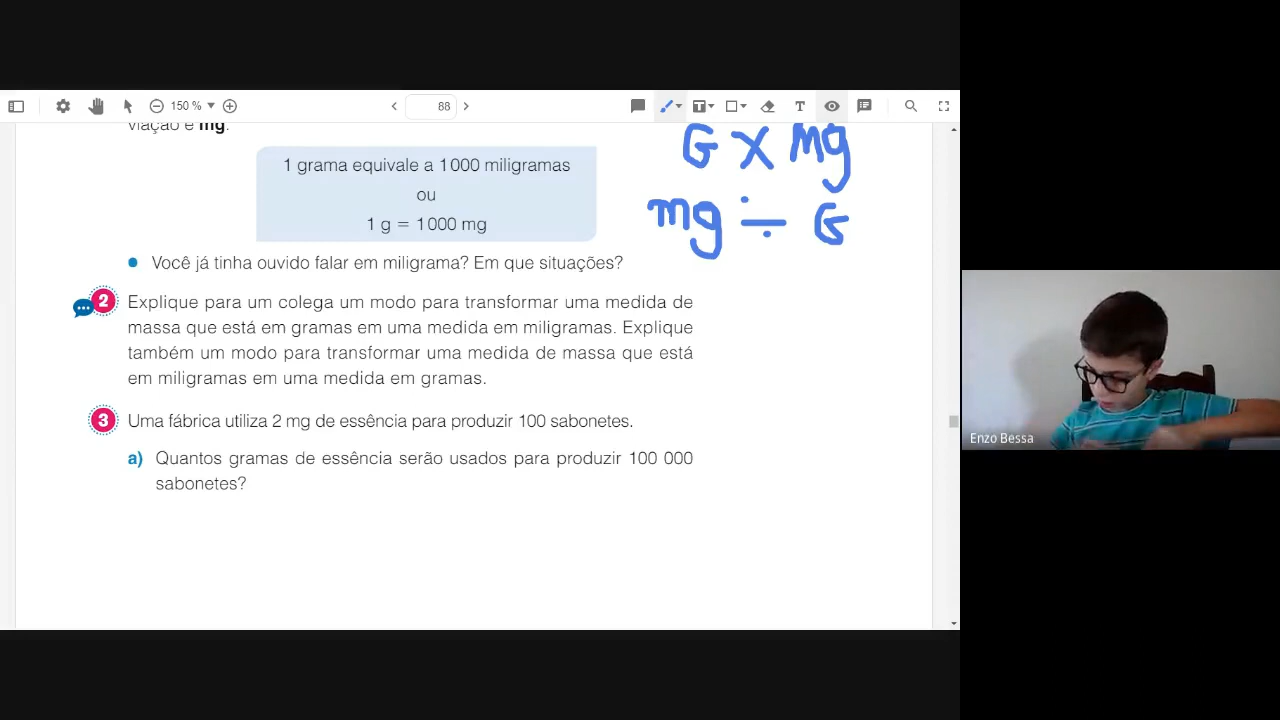 150 %
88
viação é mg.
1 grama equivale a 1 000 miligramas
ou
1 g = 1 000 mg
G X Mg
mg ÷ G
Você já tinha ouvido falar em miligrama? Em que situações?
2 Explique para um colega um modo para transformar uma medida de
massa que está em gramas em uma medida em miligramas. Explique
também um modo para transformar uma medida de massa que está
em miligramas em uma medida em gramas.
3 Uma fábrica utiliza 2 mg de essência para produzir 100 sabonetes.
a) Quantos gramas de essência serão usados para produzir 100 000
sabonetes?
Enzo Bessa